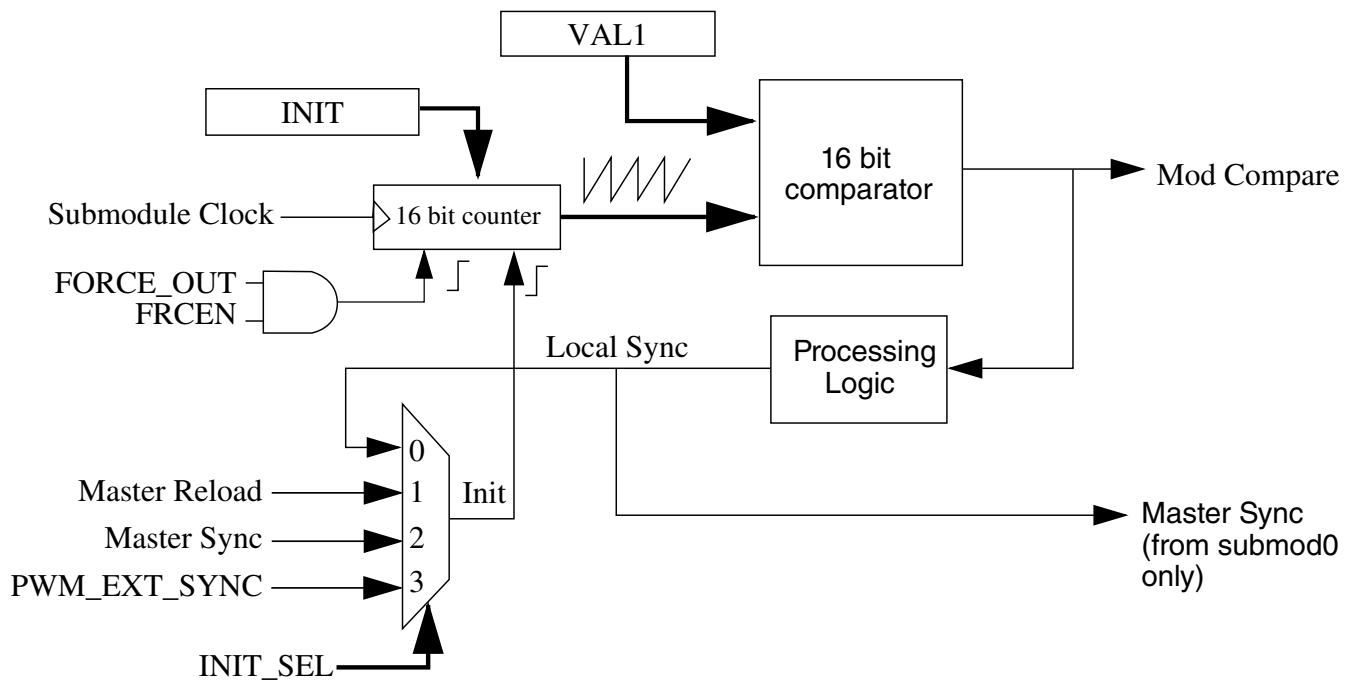 VAL1
INIT
16 bit
comparator
Mod Compare
Submodule Clock
16 bit counter
FORCE_OUT
FRCEN
Local Sync
Processing
Logic
0
Master Reload
1
Init
Master Sync
2
PWM_EXT_SYNC
3
Master Sync
(from submod0
only)
INIT_SEL